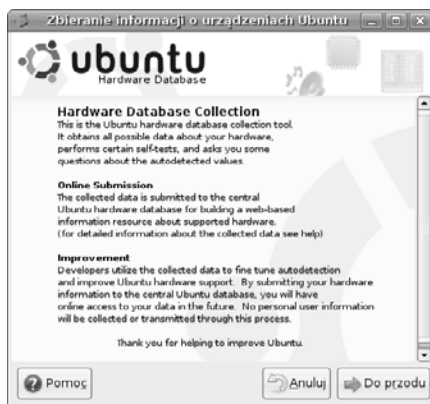 Zbieranie informacji o urządzeniach Ubuntu
ubuntu
Hardware Database
Hardware Database Collection
This is the Ubuntu hardware database collection tool.
It obtains all possible data about your hardware,
performs certain self-tests, and asks you some
questions about the autodetected values.
Online Submission
The collected data is submitted to the central
Ubuntu hardware database for building a web-based
information resource about supported hardware.
(for detailed information about the collected data see help)
Improvement
Developers utilize the collected data to fine tune autodetection
and improve Ubuntu hardware support. By submitting your hardware
information to the central Ubuntu database, you will have
online access to your data in the future. No personal user information
will be collected or transmitted through this process.
Thank you for helping to improve Ubuntu.
Pomoc
Anuluj
Do przodu